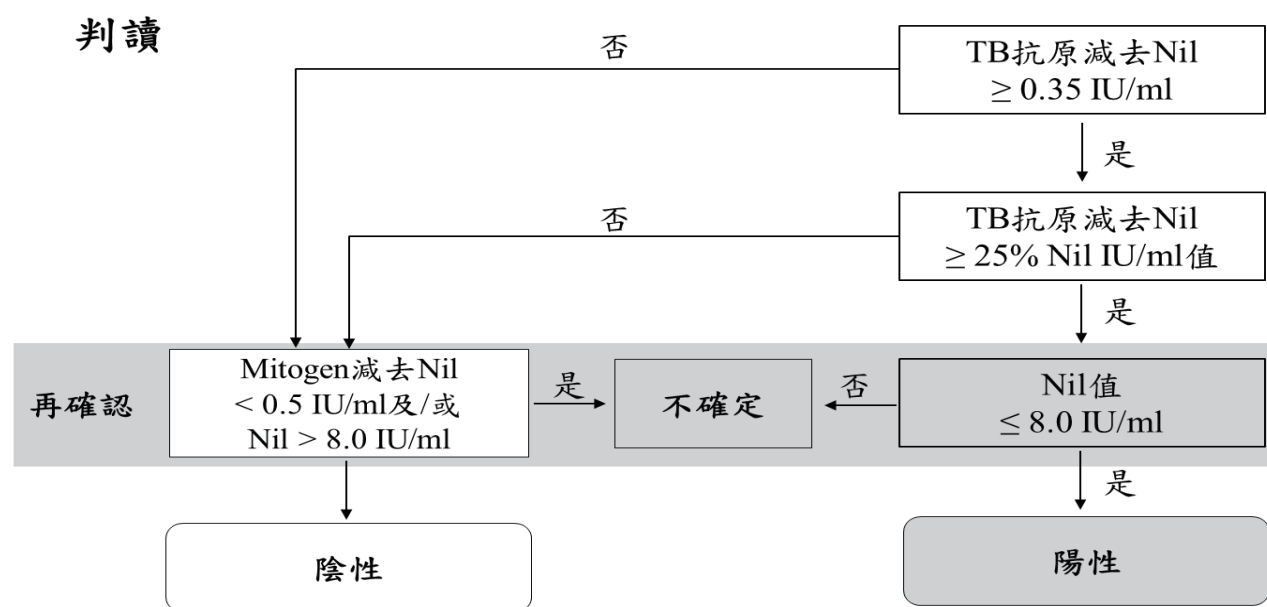 判讀
否
TB抗原減去Nil
≥ 0.35 IU/ml
是
否
TB抗原減去Nil
≥ 25% Nil IU/ml值
是
再確認
Mitogen減去Nil
< 0.5 IU/ml及/或
Nil > 8.0 IU/ml
是
不確定
否
Nil值
≤ 8.0 IU/ml
是
陰性
陽性